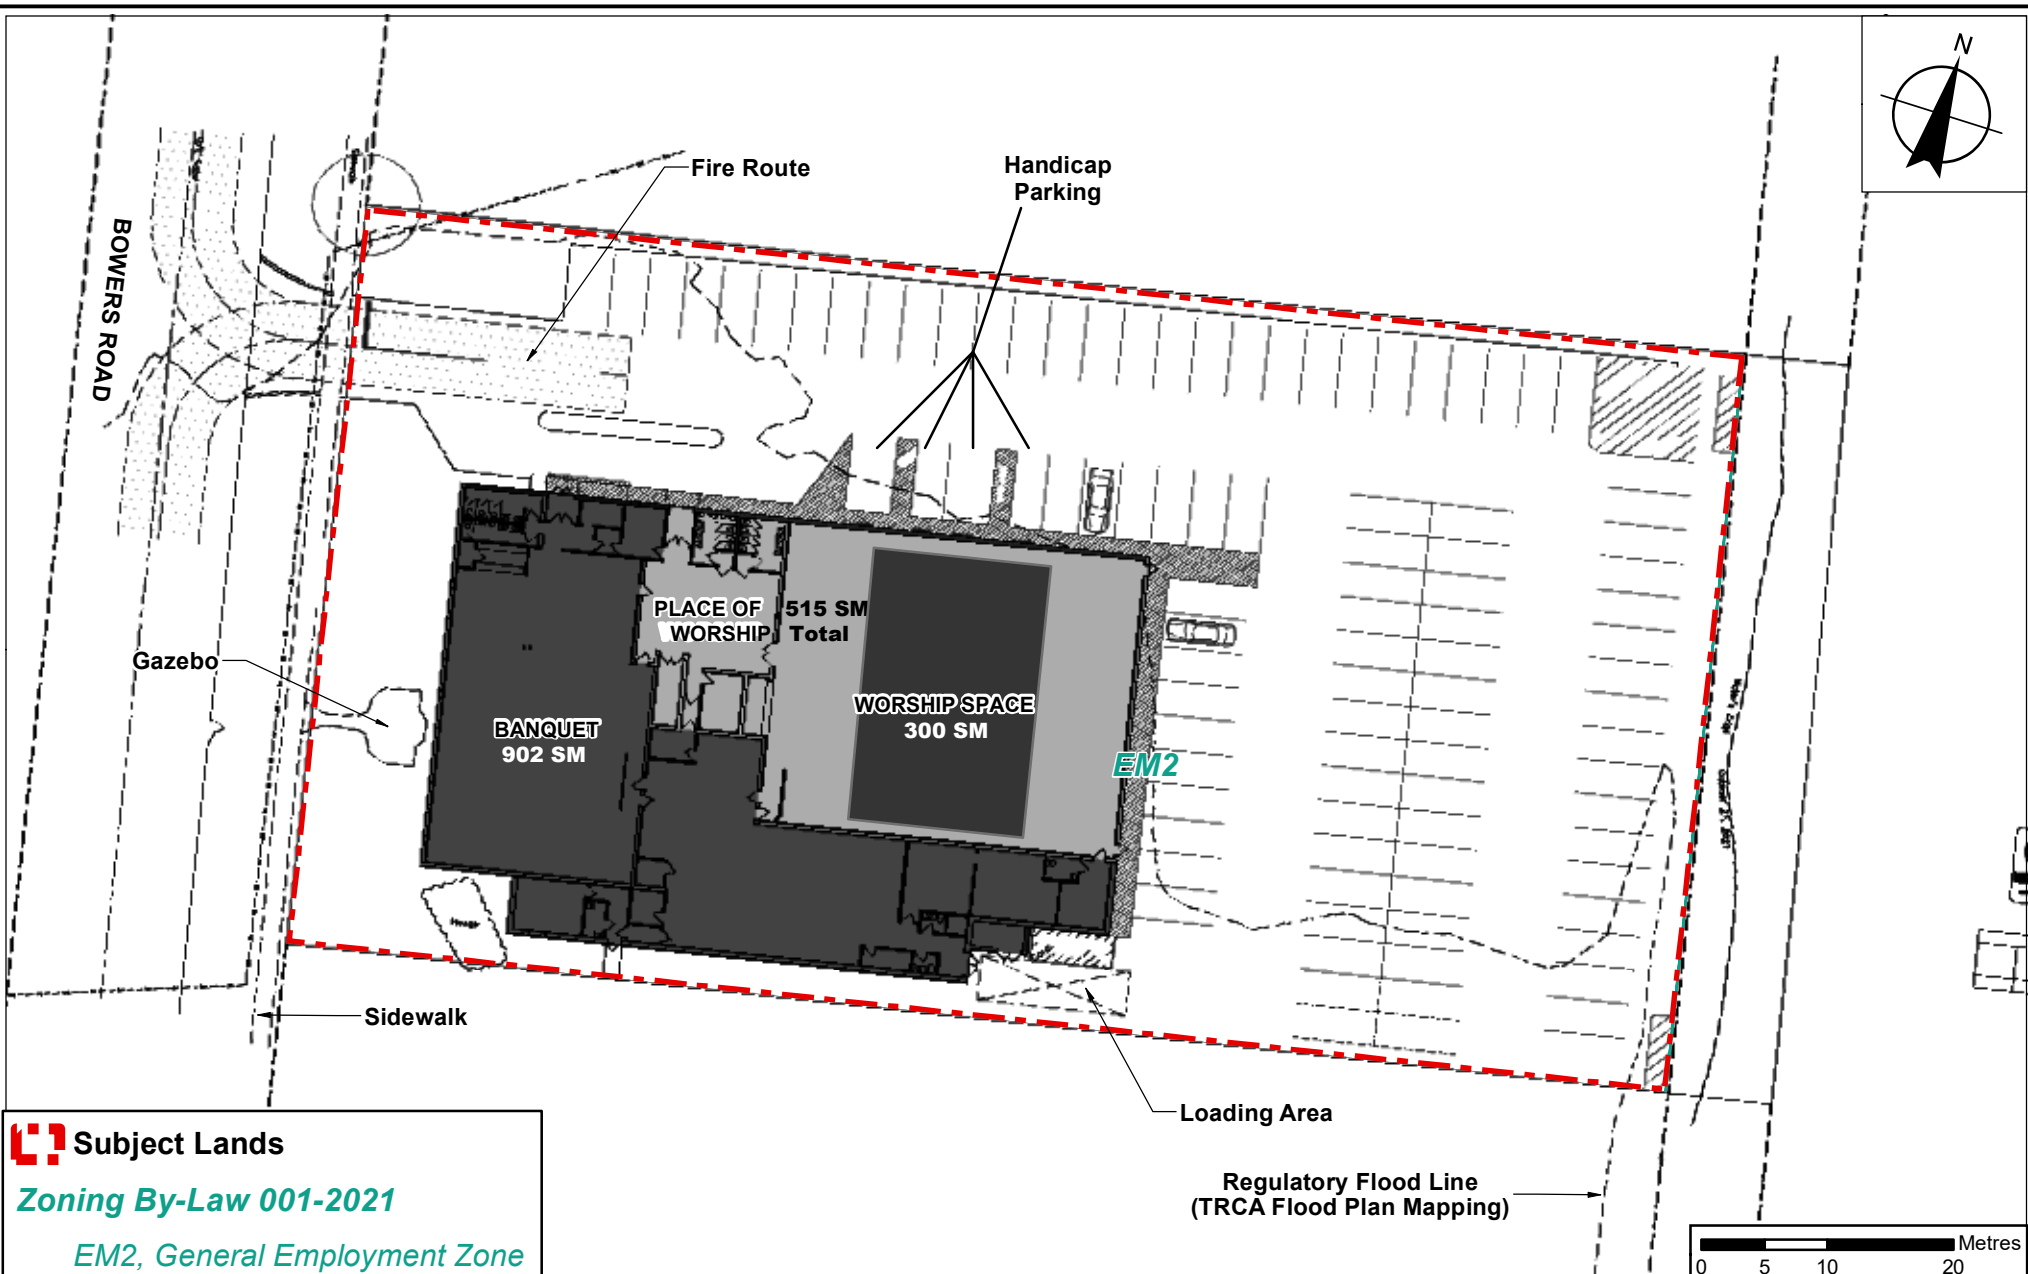 N
Fire Route
Handicap
Parking
BOWERS ROAD
PLACE OF
WORSHIP
515 SM
Total
Gazebo
WORSHIP SPACE
300 SM
BANQUET
902 SM
EM2
Sidewalk
Loading Area
Regulatory Flood Line
(TRCA Flood Plan Mapping)
Subject Lands
Zoning By-Law 001-2021
EM2, General Employment Zone
Metres
0 5 10 20